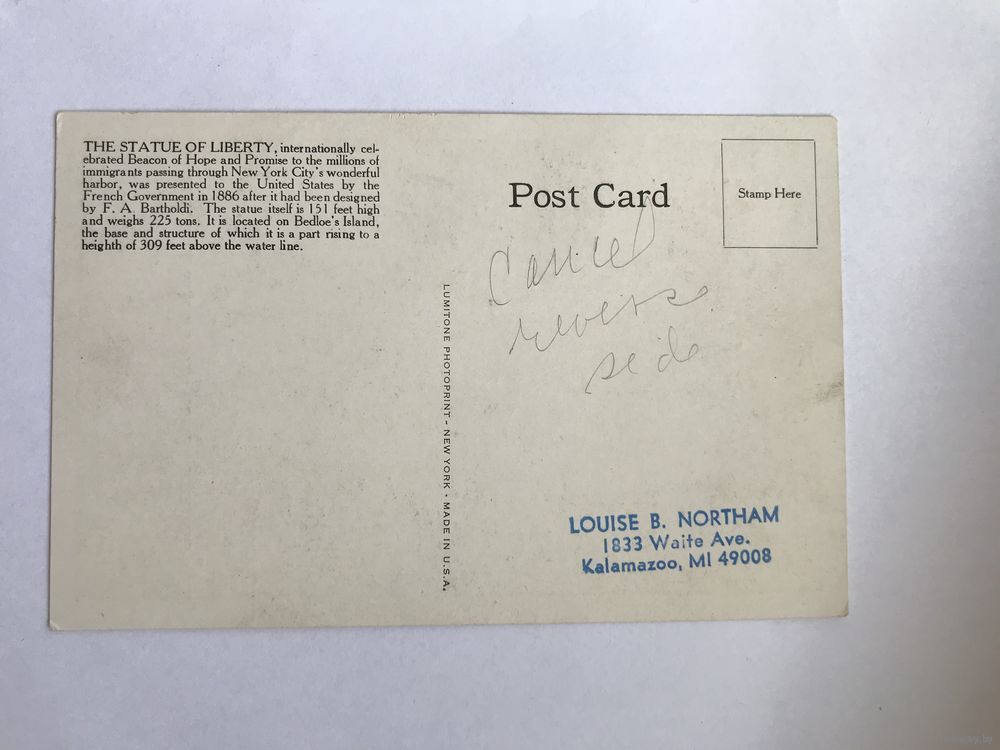 THE STATUE OF LIBERTY, internationally cel-
ebrated Beacon of Hope and Promise to the millions of
immigrants passing through New York City's wonderful
harbor, was presented to the United States by the
French Government in 1886 after it had been designed
by F. A. Bartholdi. The statue itself is 151 feet high
and weighs 225 tons. It is located on Bedloe's Island,
the base and structure of which it is a part rising to a
heighth of 309 feet above the water line.
LUMITONE PHOTOPRINT - NEW YORK · MADE IN U.S.A.
Post Card
Stamp Here
Cancel
revers
side
LOUISE B. NORTHAM
1833 Waite Ave.
Kalamazoo, MI 49008